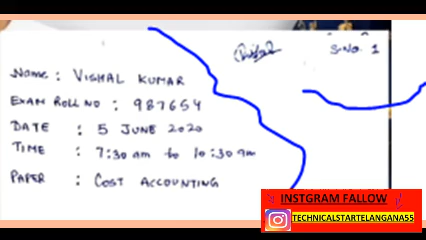 S.No. 1
Name : VISHAL KUMAR
EXAM ROLL NO : 987654
DATE : 5 JUNE 2020
TIME : 7:30 am to 10:30 am
PAPER : COST ACCOUNTING
INSTGRAM FALLOW
TECHNICALSTARTELANGANA55